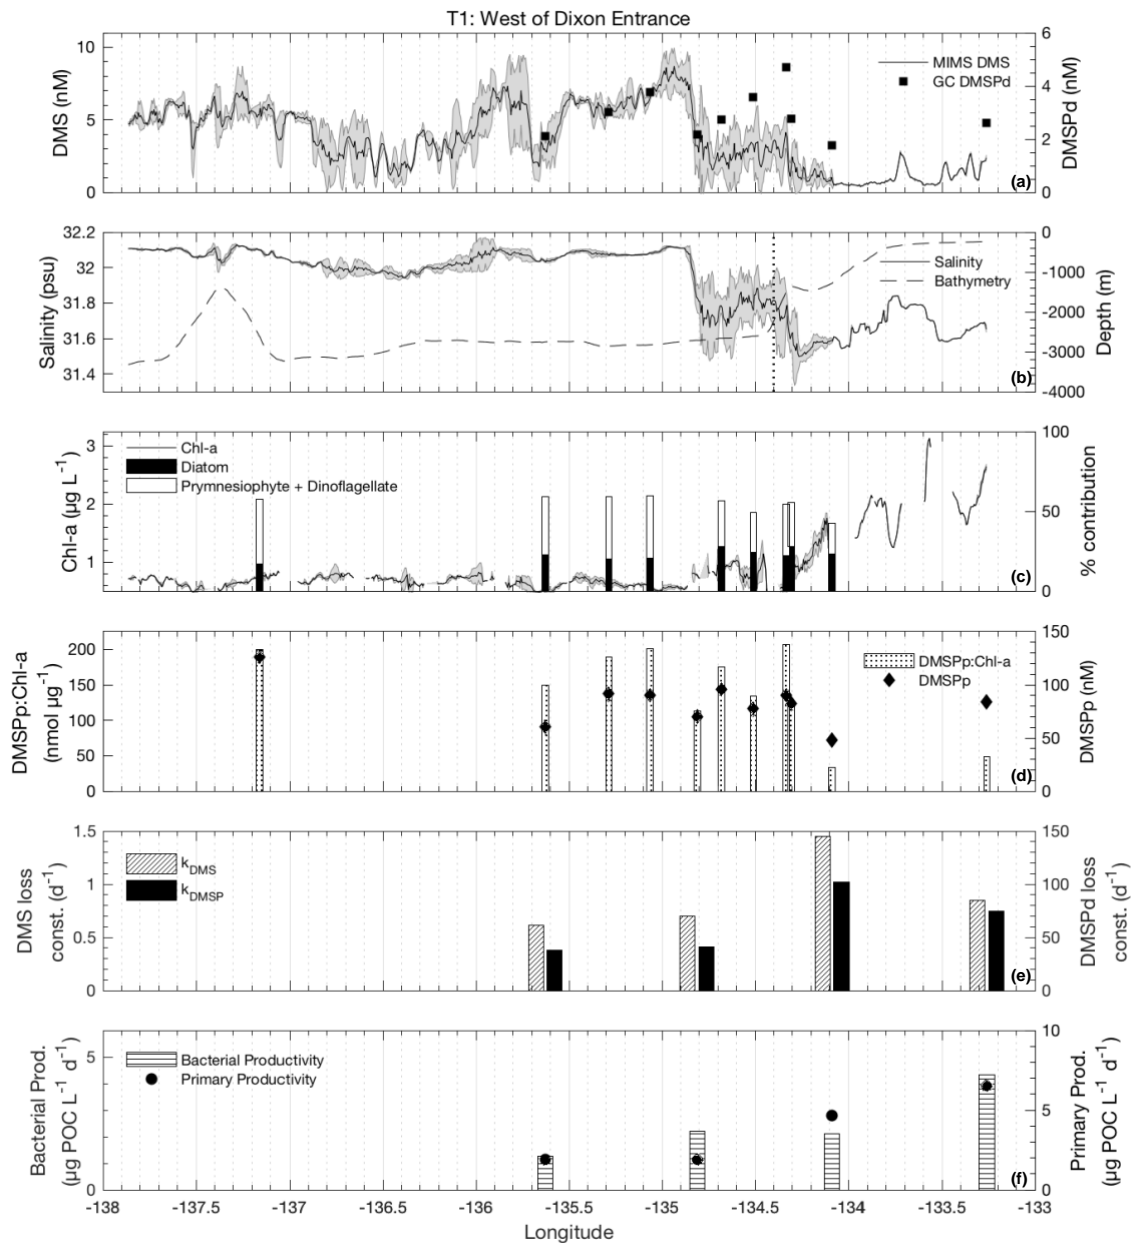 T1: West of Dixon Entrance
10
5
0
DMS (nM)
6
4
2
0
DMSPd (nM)
MIMS DMS
GC DMSPd
(a)
32.2
32
31.8
31.6
31.4
Salinity (psu)
0
-1000
-2000
-3000
-4000
Depth (m)
Salinity
Bathymetry
(b)
3
2
1
Chl-a (µg L⁻¹)
100
50
0
% contribution
Chl-a
Diatom
Prymnesiophyte + Dinoflagellate
(c)
200
150
100
50
0
DMSPp:Chl-a
(nmol µg⁻¹)
150
100
50
0
DMSPp (nM)
DMSPp:Chl-a
DMSPp
(d)
1.5
1
0.5
0
DMS loss
const. (d⁻¹)
150
100
50
0
DMSPd loss
const. (d⁻¹)
k_DMS
k_DMSP
(e)
5
0
Bacterial Prod.
(µg POC L⁻¹ d⁻¹)
10
5
0
Primary Prod.
(µg POC L⁻¹ d⁻¹)
Bacterial Productivity
Primary Productivity
(f)
-138 -137.5 -137 -136.5 -136 -135.5 -135 -134.5 -134 -133.5 -133
Longitude